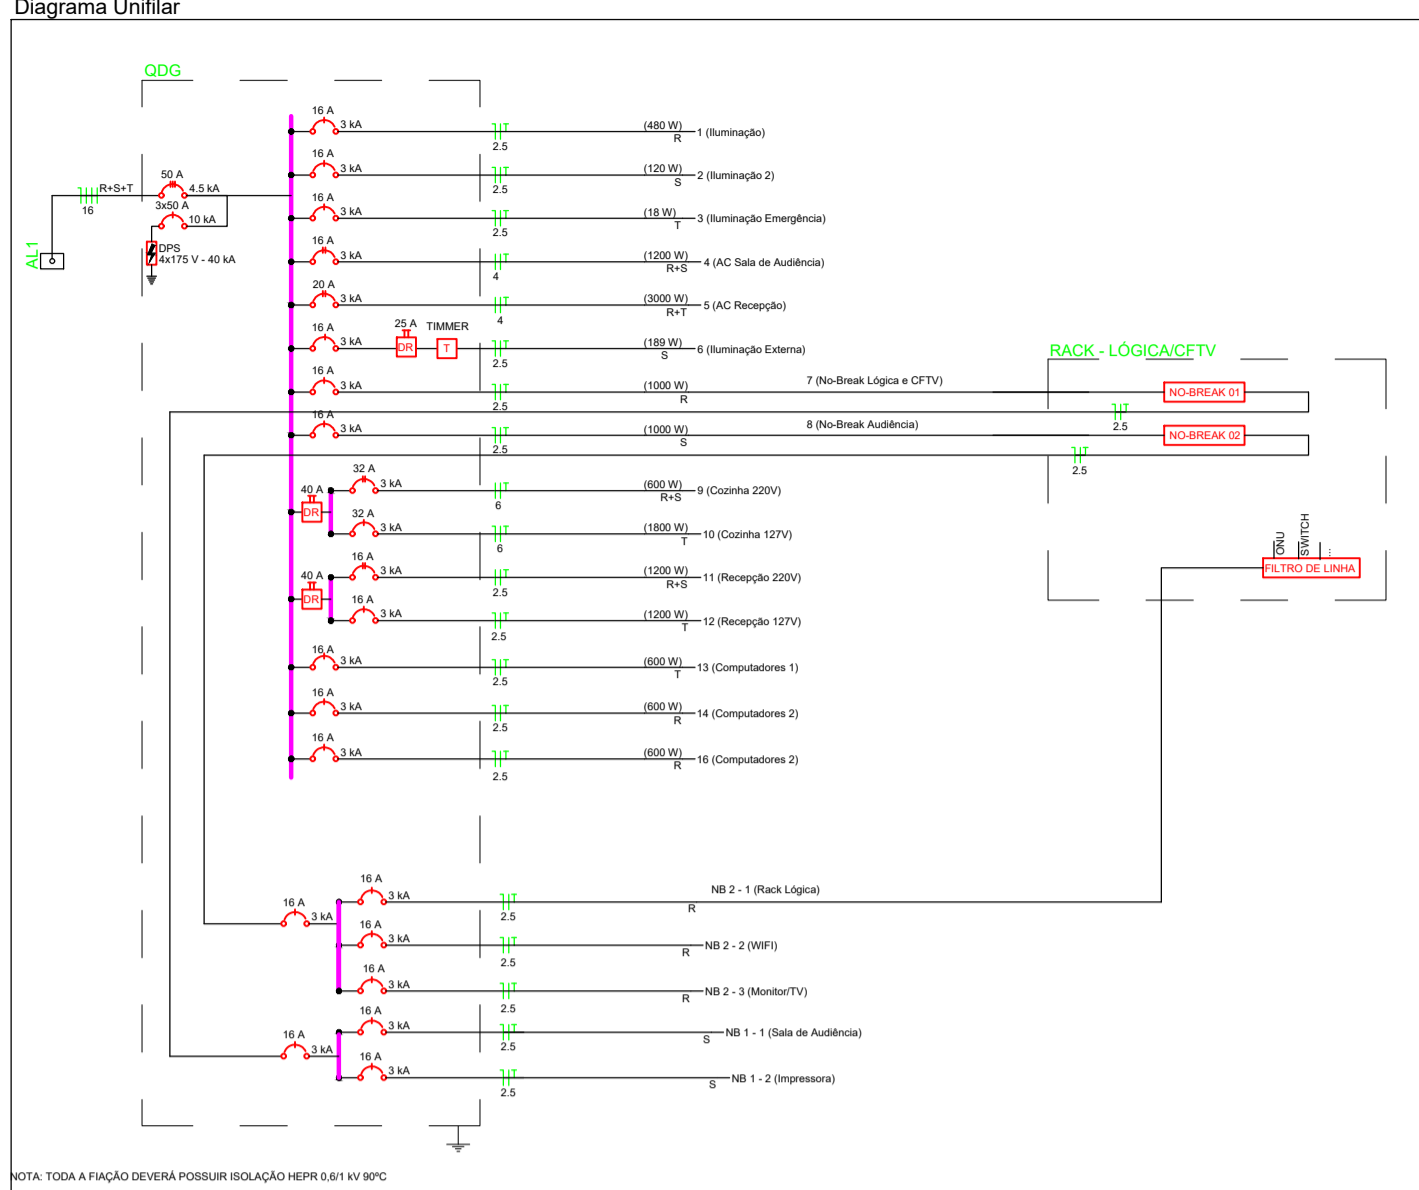 Diagrama Unifilar
QDG
AL1
R+S+T
16
50 A
4.5 kA
3x50 A
10 kA
DPS
4x175 V - 40 kA
16 A
3 kA
2.5
(480 W)
R
1 (Iluminação)
16 A
3 kA
2.5
(120 W)
S
2 (Iluminação 2)
16 A
3 kA
2.5
(18 W)
T
3 (Iluminação Emergência)
16 A
3 kA
4
(1200 W)
R+S
4 (AC Sala de Audiência)
20 A
3 kA
4
(3000 W)
R+T
5 (AC Recepção)
16 A
3 kA
25 A
DR
TIMMER
T
2.5
(189 W)
S
6 (Iluminação Externa)
16 A
3 kA
2.5
(1000 W)
R
7 (No-Break Lógica e CFTV)
16 A
3 kA
2.5
(1000 W)
S
8 (No-Break Audiência)
RACK - LÓGICA/CFTV
NO-BREAK 01
2.5
NO-BREAK 02
2.5
ONU
SWITCH
...
FILTRO DE LINHA
40 A
DR
32 A
3 kA
6
(600 W)
R+S
9 (Cozinha 220V)
32 A
3 kA
6
(1800 W)
T
10 (Cozinha 127V)
40 A
DR
16 A
3 kA
2.5
(1200 W)
R+S
11 (Recepção 220V)
16 A
3 kA
2.5
(1200 W)
T
12 (Recepção 127V)
16 A
3 kA
2.5
(600 W)
T
13 (Computadores 1)
16 A
3 kA
2.5
(600 W)
R
14 (Computadores 2)
16 A
3 kA
2.5
(600 W)
R
16 (Computadores 2)
16 A
3 kA
16 A
3 kA
2.5
R
NB 2 - 1 (Rack Lógica)
16 A
3 kA
2.5
R
NB 2 - 2 (WIFI)
16 A
3 kA
2.5
R
NB 2 - 3 (Monitor/TV)
16 A
3 kA
16 A
3 kA
2.5
S
NB 1 - 1 (Sala de Audiência)
16 A
3 kA
2.5
S
NB 1 - 2 (Impressora)
NOTA: TODA A FIAÇÃO DEVERÁ POSSUIR ISOLAÇÃO HEPR 0,6/1 kV 90ºC